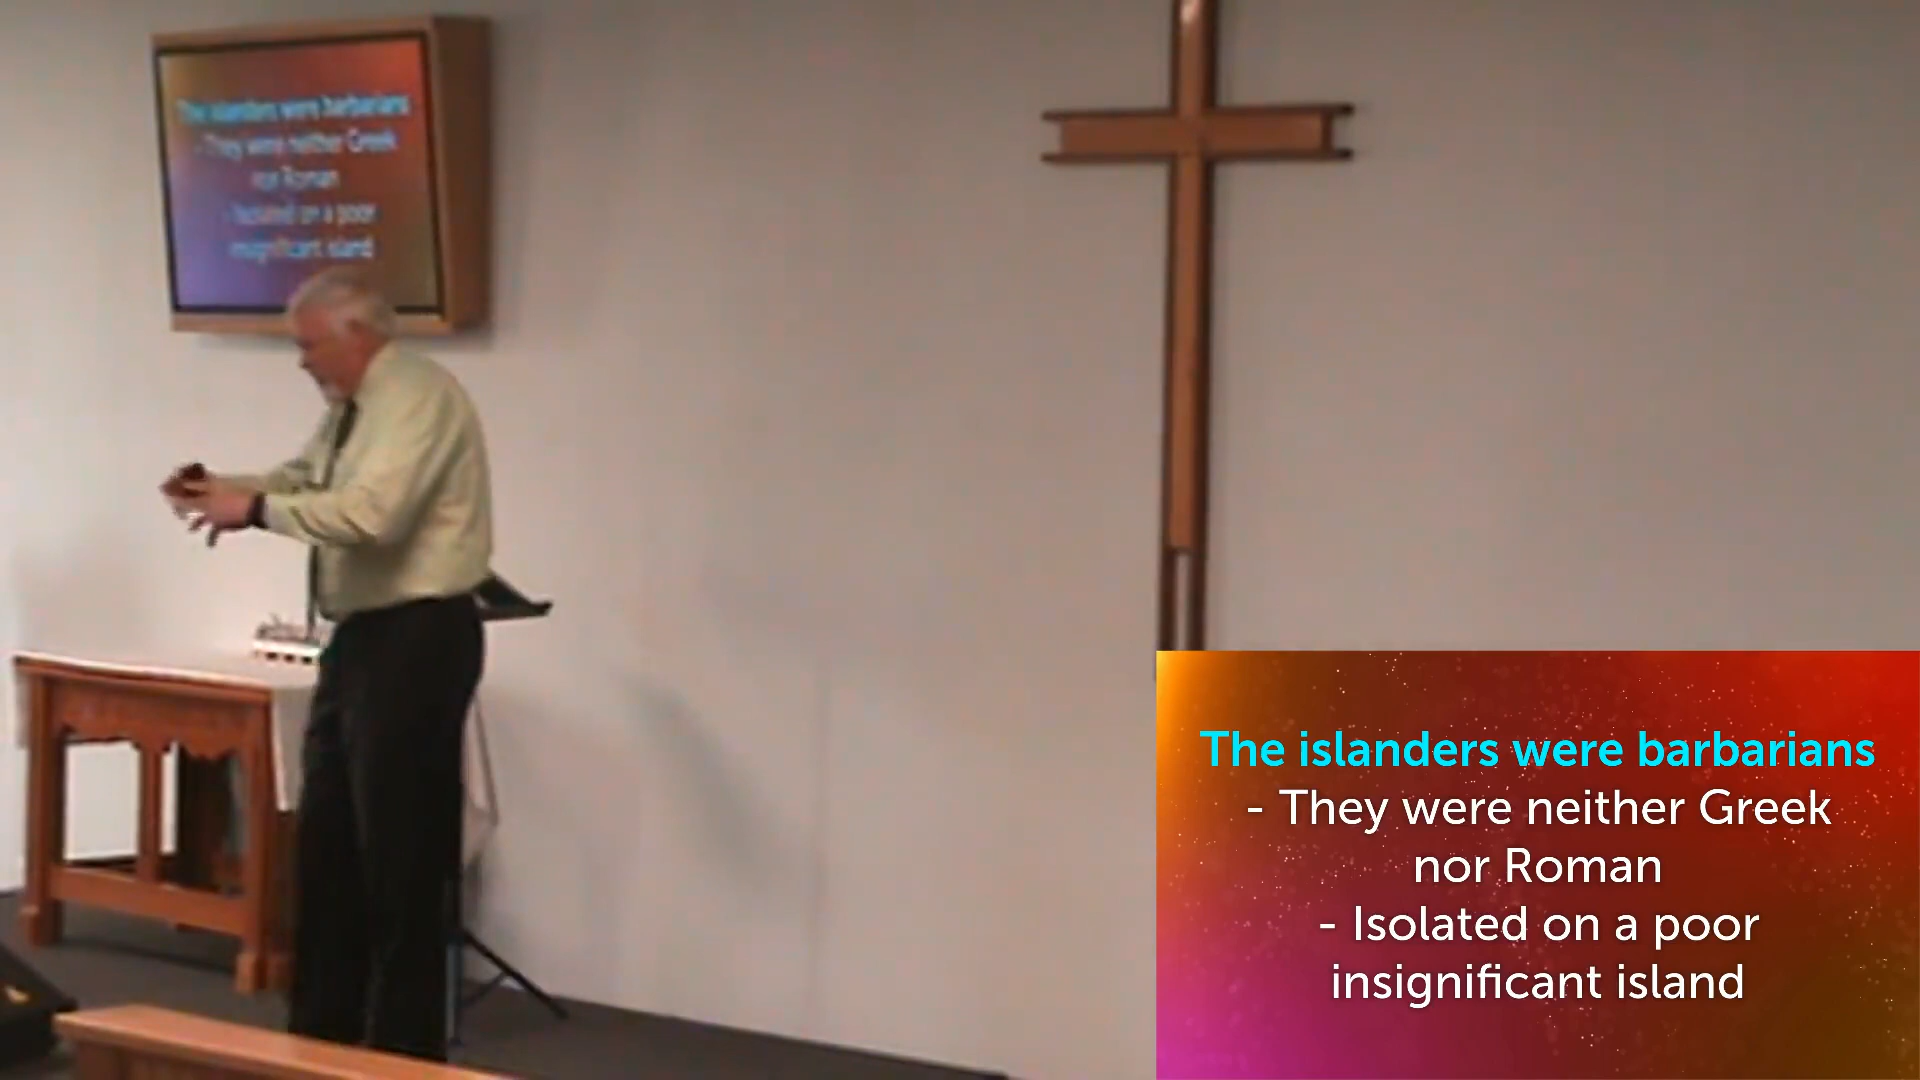 The islanders were barbarians
- They were neither Greek
nor Roman
- Isolated on a poor
insignificant island
The islanders were barbarians
- They were neither Greek
nor Roman
- Isolated on a poor
insignificant island